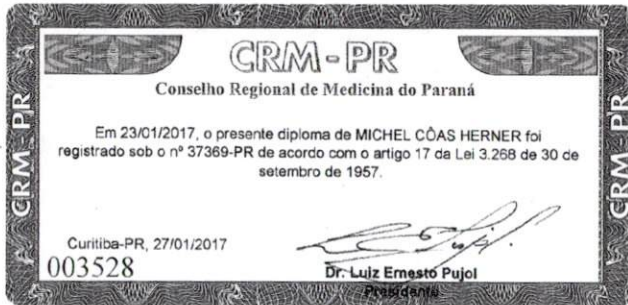 CRM-PR
Conselho Regional de Medicina do Paraná
Em 23/01/2017, o presente diploma de MICHEL CÔAS HERNER foi
registrado sob o nº 37369-PR de acordo com o artigo 17 da Lei 3.268 de 30 de
setembro de 1957.
CRM-PR
CRM-PR
Curitiba-PR, 27/01/2017
003528
Dr. Luiz Ernesto Pujol
Presidente